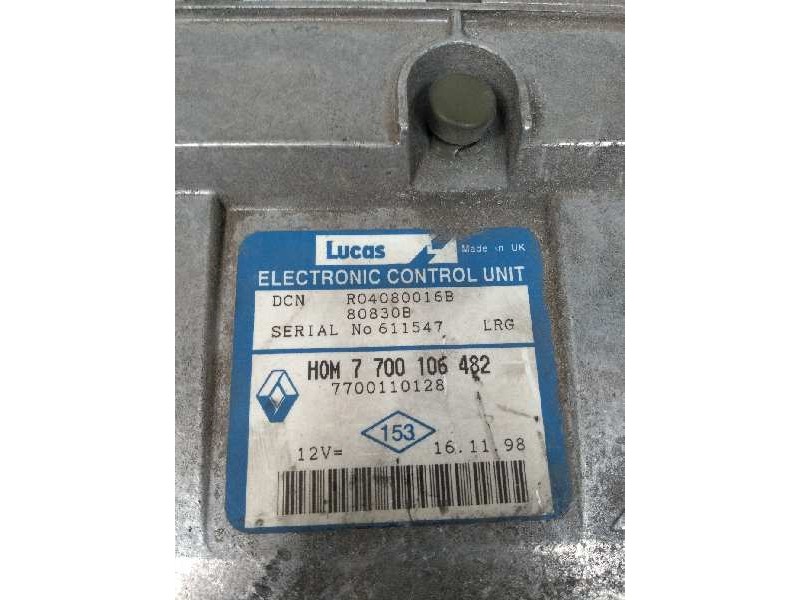 Lucas Made in UK
ELECTRONIC CONTROL UNIT
DCN R04080016B
80830B
SERIAL No 611547 LRG
HOM 7 700 106 482
7700110128
153
12V= 16.11.98